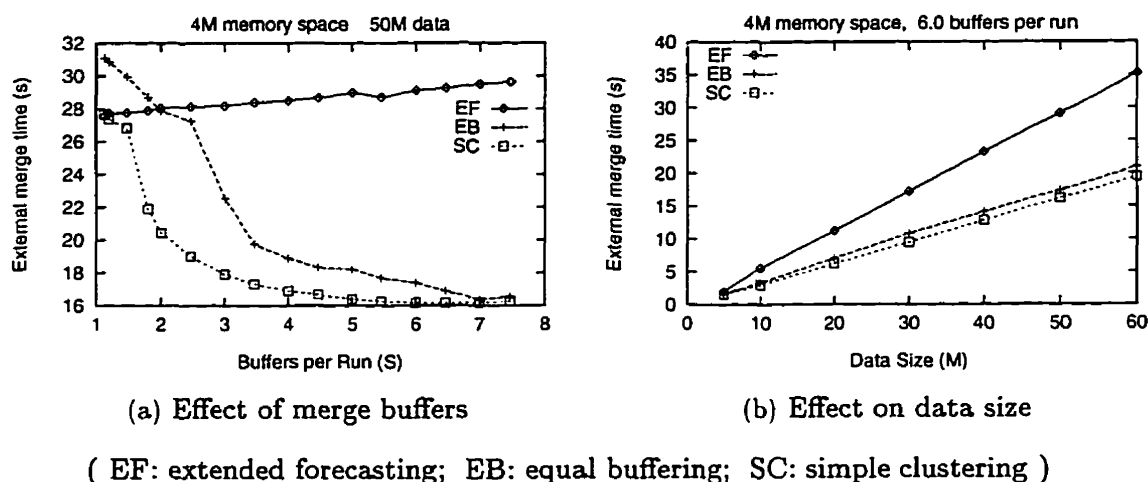 4M memory space 50M data
External merge time (s)
32
30
28
26
24
22
20
18
16
EF
EB
SC
1 2 3 4 5 6 7 8
Buffers per Run (S)
(a) Effect of merge buffers
4M memory space, 6.0 buffers per run
External merge time (s)
40
35
30
25
20
15
10
5
0
EF
EB
SC
0 10 20 30 40 50 60
Data Size (M)
(b) Effect on data size
( EF: extended forecasting; EB: equal buffering; SC: simple clustering )